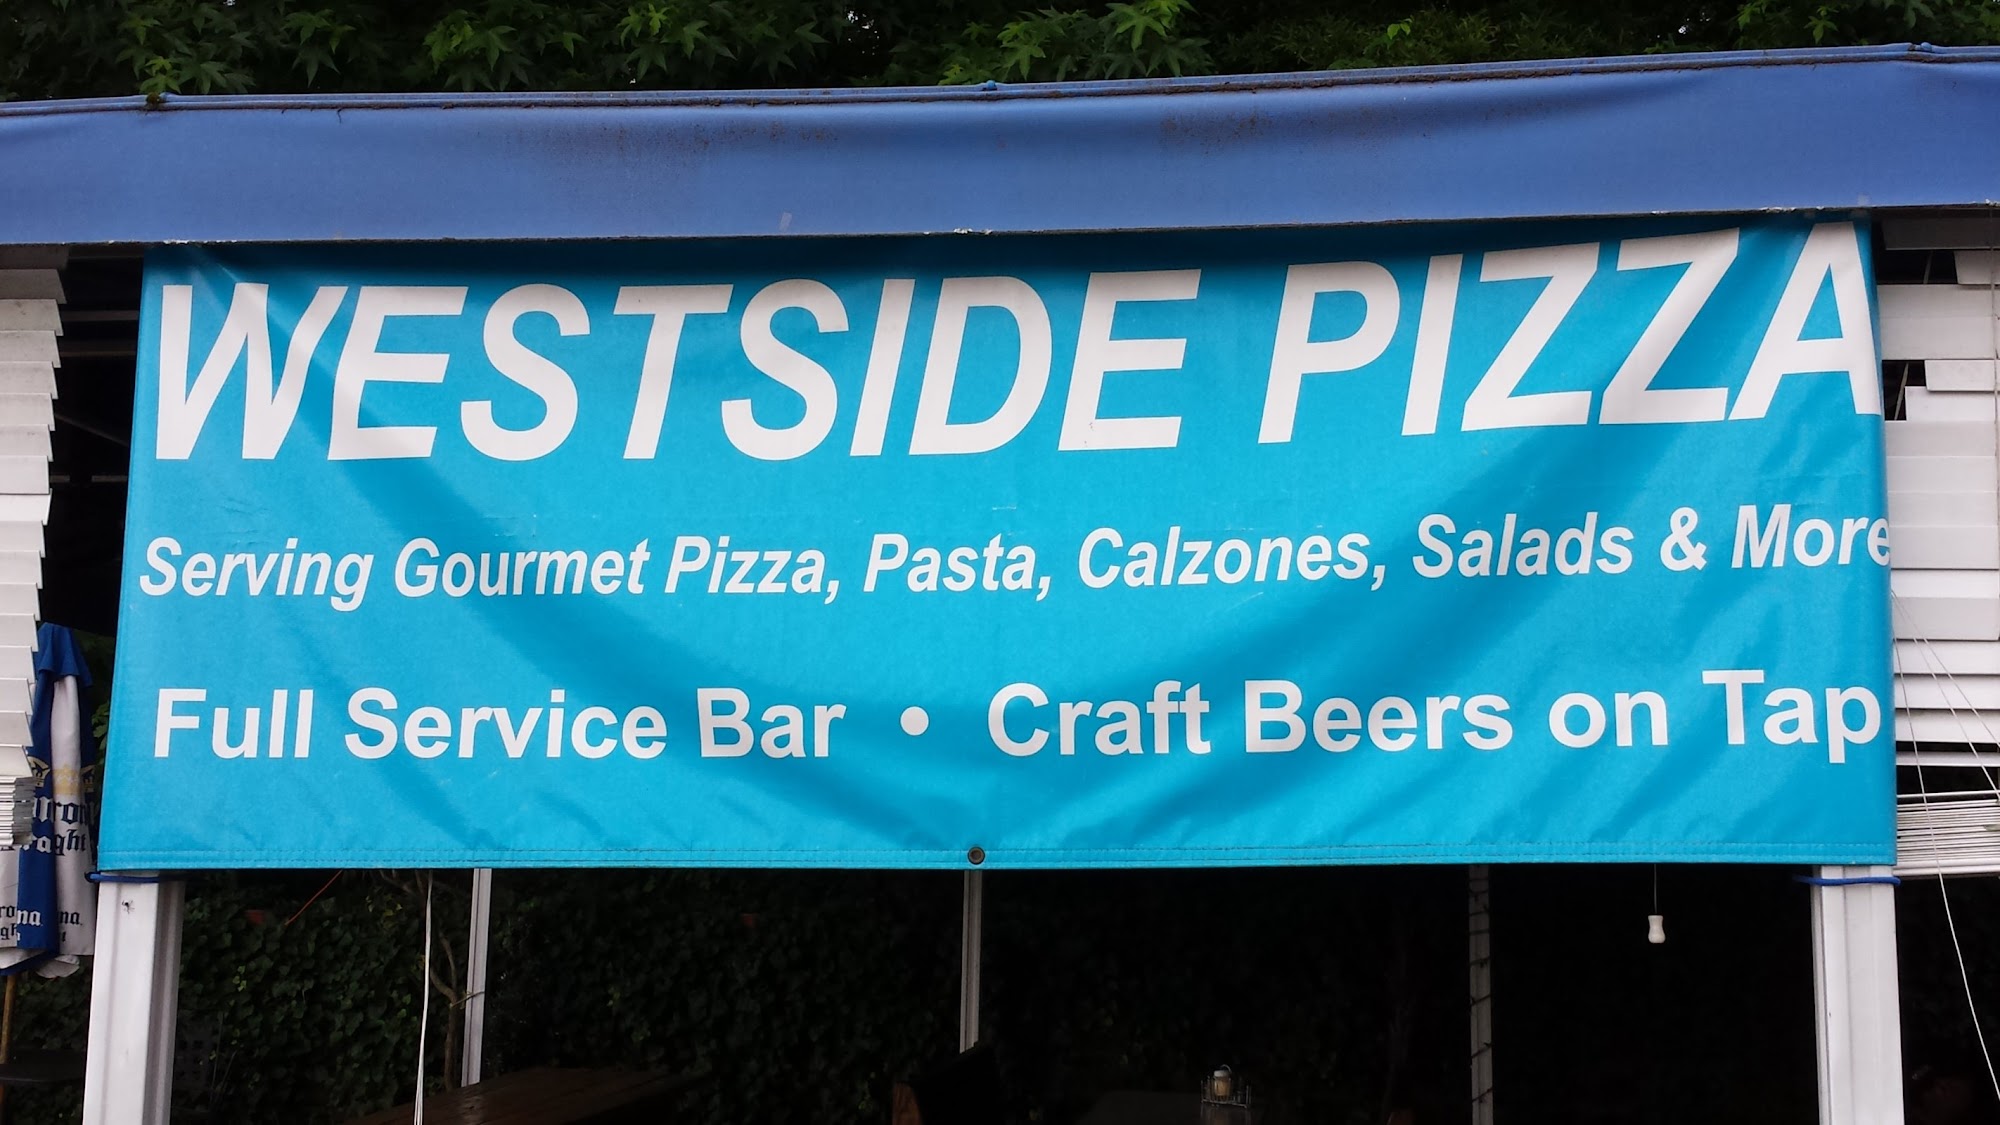 WESTSIDE PIZZA
Serving Gourmet Pizza, Pasta, Calzones, Salads & More
Full Service Bar • Craft Beers on Tap